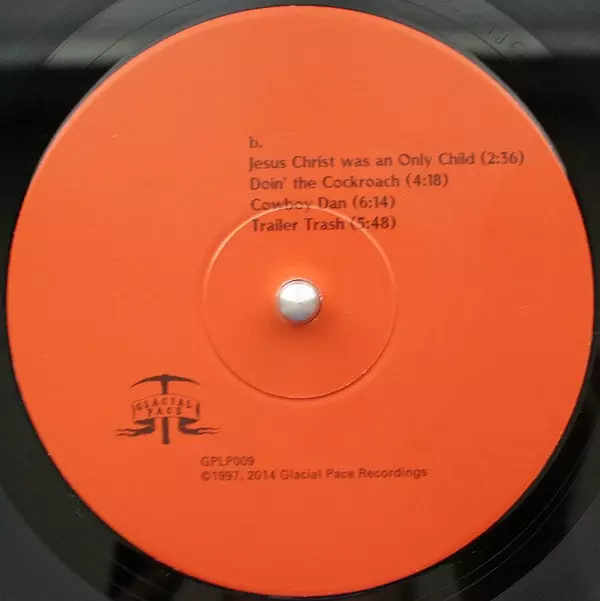 b.
Jesus Christ was an Only Child (2:36)
Doin' the Cockroach (4:18)
Cowboy Dan (6:14)
Trailer Trash (5:48)
GLACIAL
PACE
GPLP009
©1997, 2014 Glacial Pace Recordings